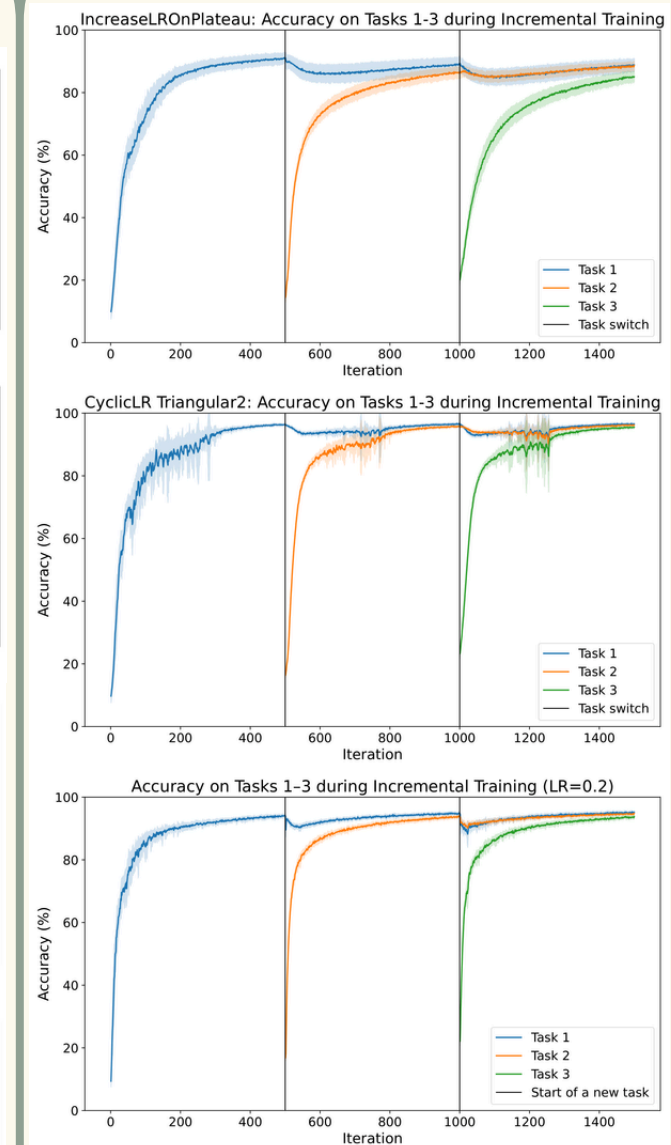 IncreaseLROnPlateau: Accuracy on Tasks 1-3 during Incremental Training
100
80
60
40
20
0
Accuracy (%)
Task 1
Task 2
Task 3
Task switch
0 200 400 600 800 1000 1200 1400
Iteration
CyclicLR Triangular2: Accuracy on Tasks 1-3 during Incremental Training
100
80
60
40
20
0
Accuracy (%)
Task 1
Task 2
Task 3
Task switch
0 200 400 600 800 1000 1200 1400
Iteration
Accuracy on Tasks 1–3 during Incremental Training (LR=0.2)
100
80
60
40
20
0
Accuracy (%)
Task 1
Task 2
Task 3
Start of a new task
0 200 400 600 800 1000 1200 1400
Iteration